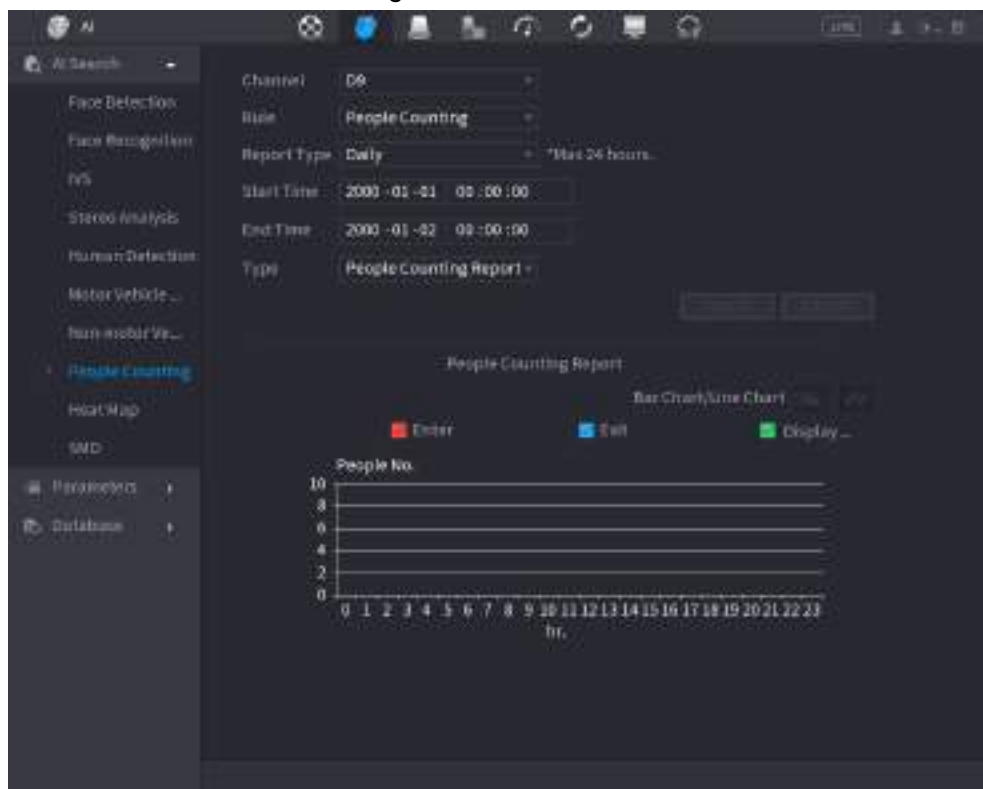 AI
LIVE
AI Search
Face Detection
Face Recognition
IVS
Stereo Analysis
Human Detection
Motor Vehicle ...
Non-motor Ve...
People Counting
Heat Map
SMD
Parameters
Database
Channel D9
Rule People Counting
Report Type Daily *Max 24 hours.
Start Time 2000 -01 -01 00 :00 :00
End Time 2000 -01 -02 00 :00 :00
Type People Counting Report
People Counting Report
Bar Chart/Line Chart
Enter Exit Display ...
People No.
10
8
6
4
2
0
0 1 2 3 4 5 6 7 8 9 10 11 12 13 14 15 16 17 18 19 20 21 22 23
hr.